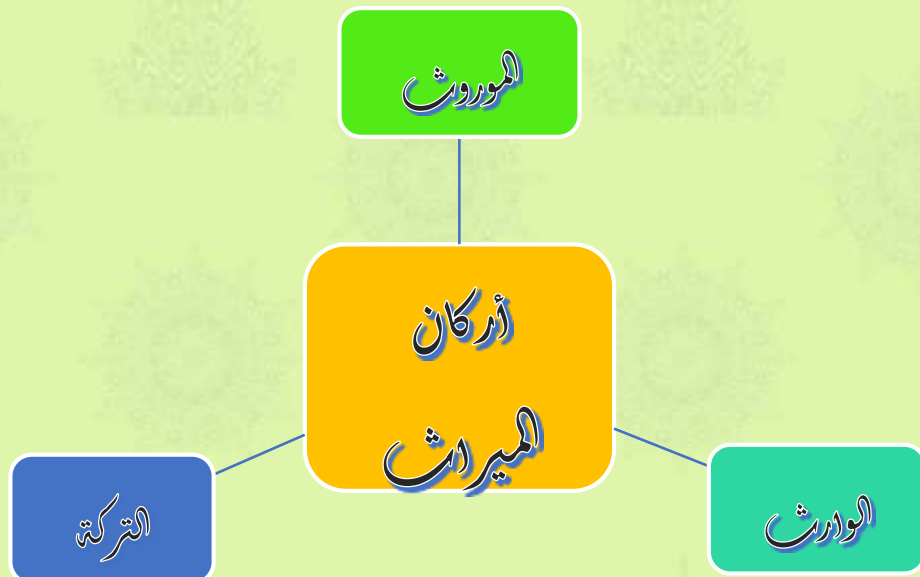 الموروث
أركان
الميراث
الوارث
التركة